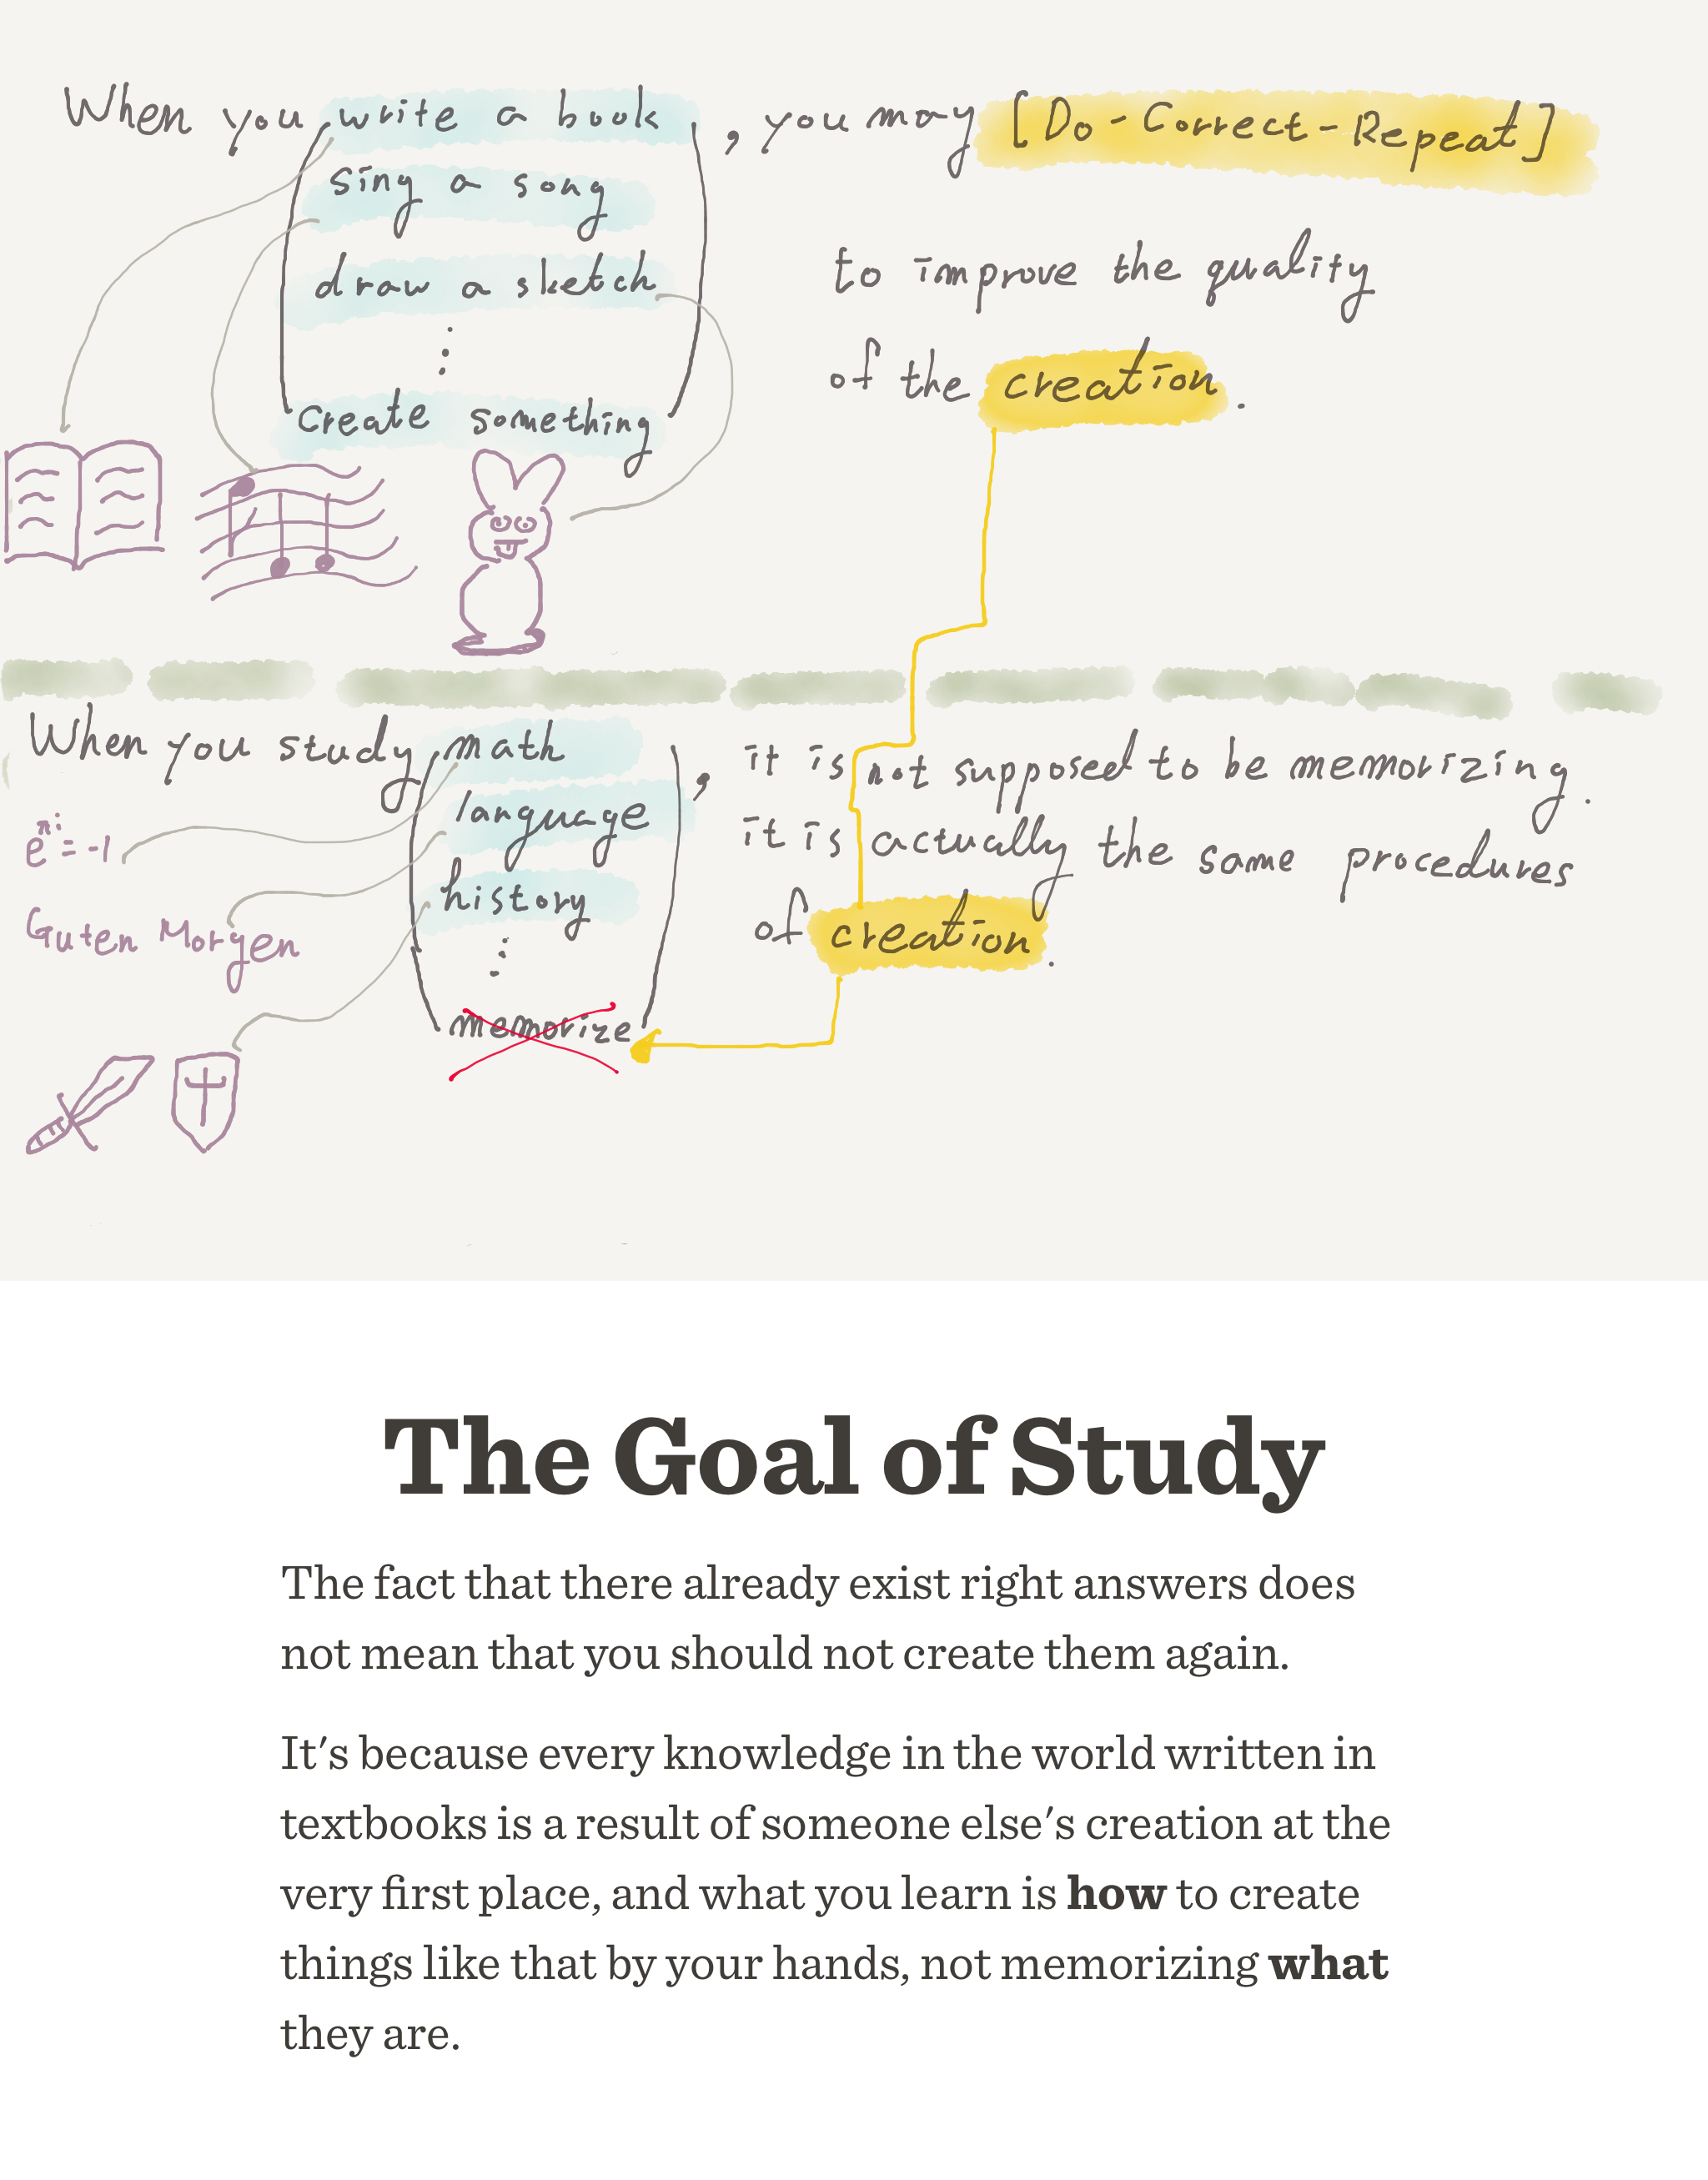 When you write a book, you may [Do-Correct-Repeat]
sing a song
draw a sketch
to improve the quality
of the creation.
Create something
When you study math, it is not supposed to be memorizing.
language
it is actually the same procedures
e^πi = -1
history
of creation.
Guten Morgen
memorize
The Goal of Study
The fact that there already exist right answers does
not mean that you should not create them again.
It's because every knowledge in the world written in
textbooks is a result of someone else's creation at the
very first place, and what you learn is how to create
things like that by your hands, not memorizing what
they are.